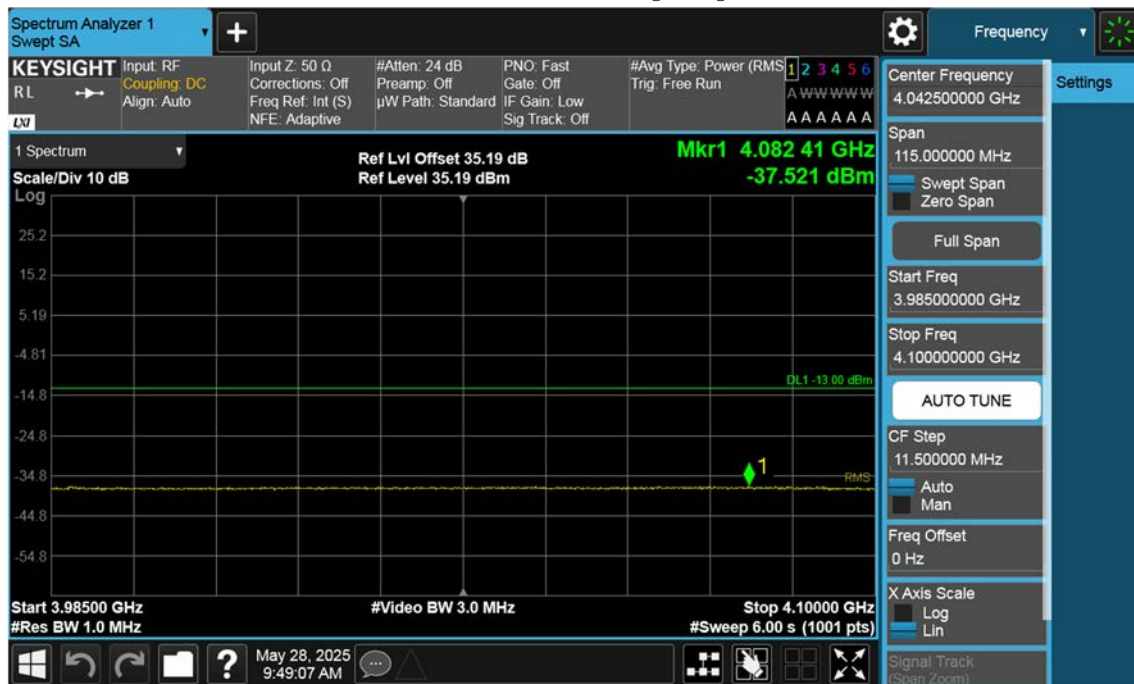 Spectrum Analyzer 1
Swept SA
+
Frequency
KEYSIGHT
RL
LXI
Input: RF
Coupling: DC
Align: Auto
Input Z: 50 Ω
Corrections: Off
Freq Ref: Int (S)
NFE: Adaptive
#Atten: 24 dB
Preamp: Off
µW Path: Standard
PNO: Fast
Gate: Off
IF Gain: Low
Sig Track: Off
#Avg Type: Power (RMS
Trig: Free Run
1 2 3 4 5 6
A W W W W W
A A A A A A
Center Frequency
4.042500000 GHz
Settings
1 Spectrum
Scale/Div 10 dB
Log
Ref Lvl Offset 35.19 dB
Ref Level 35.19 dBm
Mkr1 4.082 41 GHz
-37.521 dBm
25.2
15.2
5.19
-4.81
-14.8
-24.8
-34.8
-44.8
-54.8
DL1 -13.00 dBm
1
RMS
Start 3.98500 GHz
#Res BW 1.0 MHz
#Video BW 3.0 MHz
Stop 4.10000 GHz
#Sweep 6.00 s (1001 pts)
Span
115.000000 MHz
Swept Span
Zero Span
Full Span
Start Freq
3.985000000 GHz
Stop Freq
4.100000000 GHz
AUTO TUNE
CF Step
11.500000 MHz
Auto
Man
Freq Offset
0 Hz
X Axis Scale
Log
Lin
Signal Track
(Span Zoom)
?
May 28, 2025
9:49:07 AM